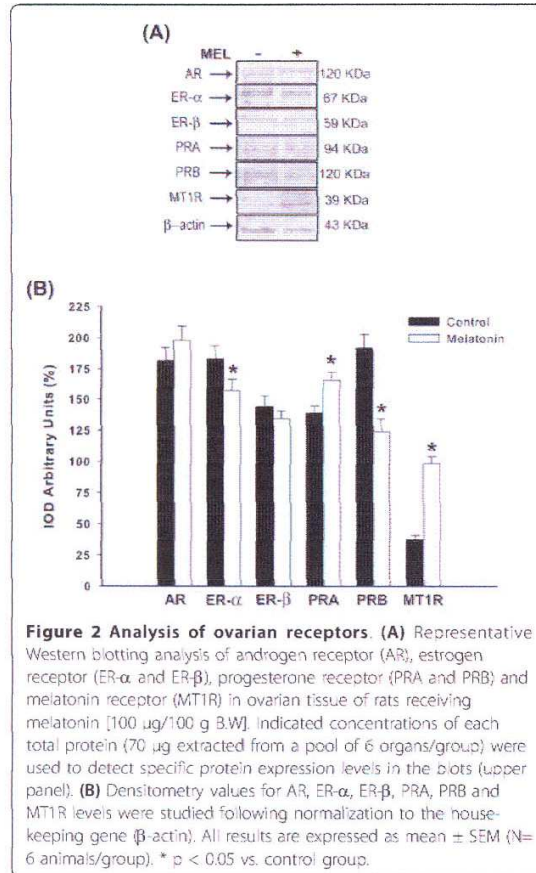 (A)
MEL - +
AR → 120 KDa
ER-α → 67 KDa
ER-β → 59 KDa
PRA → 94 KDa
PRB → 120 KDa
MT1R → 39 KDa
β-actin → 43 KDa
(B)
IOD Arbitrary Units (%)
225
200
175
150
125
100
75
50
25
0
Control
Melatonin
* * * *
AR ER-α ER-β PRA PRB MT1R
Figure 2 Analysis of ovarian receptors. (A) Representative
Western blotting analysis of androgen receptor (AR), estrogen
receptor (ER-α and ER-β), progesterone receptor (PRA and PRB) and
melatonin receptor (MT1R) in ovarian tissue of rats receiving
melatonin [100 μg/100 g B.W]. Indicated concentrations of each
total protein (70 μg extracted from a pool of 6 organs/group) were
used to detect specific protein expression levels in the blots (upper
panel). (B) Densitometry values for AR, ER-α, ER-β, PRA, PRB and
MT1R levels were studied following normalization to the house-
keeping gene (β-actin). All results are expressed as mean ± SEM (N=
6 animals/group). * p < 0.05 vs. control group.